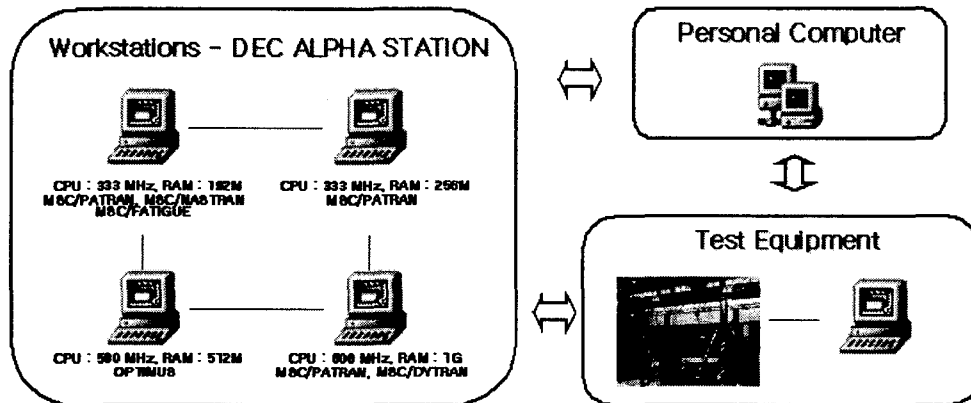 Workstations - DEC ALPHA STATION
CPU : 333 MHz, RAM : 192M
MSC/PATRAN, MSC/NASTRAN
MSC/FATIGUE
CPU : 333 MHz, RAM : 256M
MSC/PATRAN
CPU : 500 MHz, RAM : 512M
OPTIMUS
CPU : 600 MHz, RAM : 1G
MSC/PATRAN, MSC/DYTRAN
Personal Computer
Test Equipment